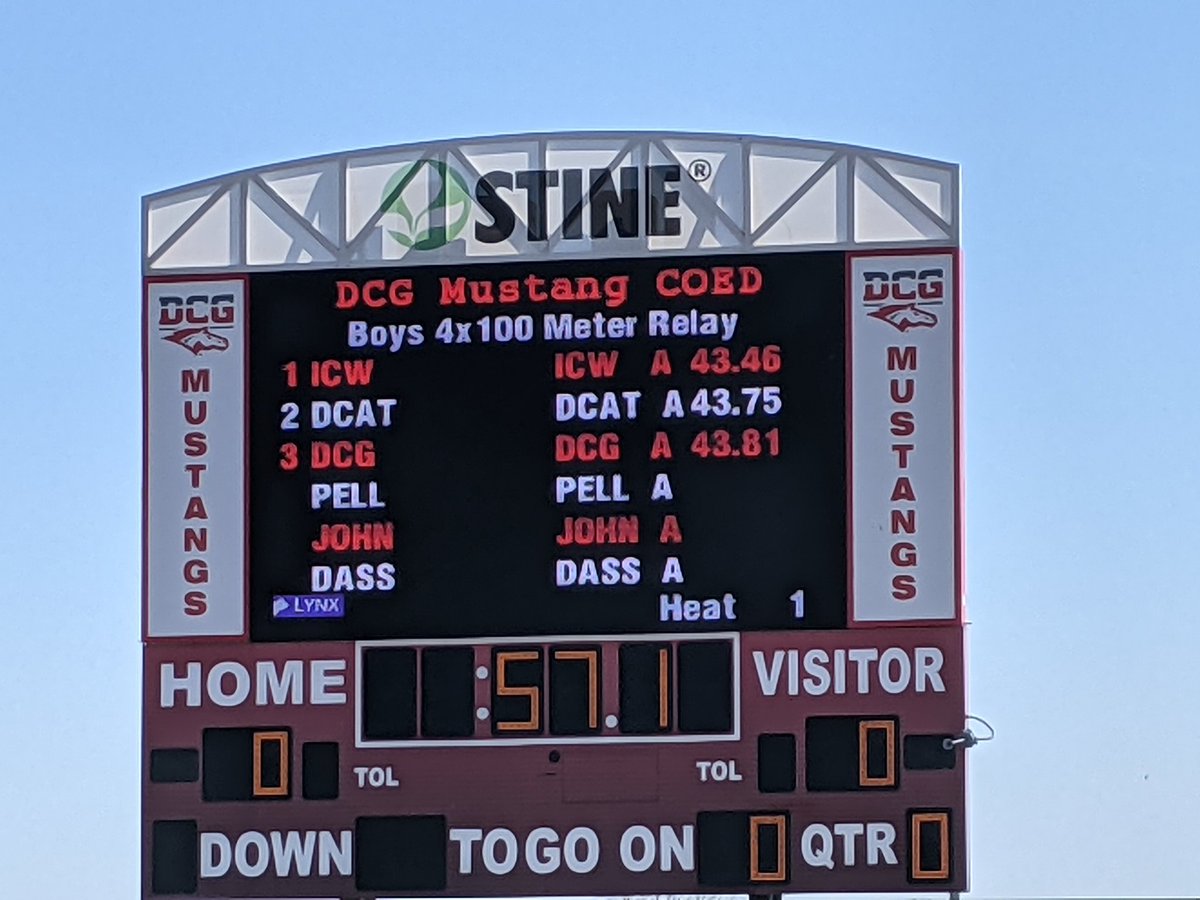 STINE®
DCG Mustang COED
Boys 4x100 Meter Relay
1 ICW ICW A 43.46
2 DCAT DCAT A 43.75
3 DCG DCG A 43.81
PELL PELL A
JOHN JOHN A
DASS DASS A
LYNX Heat 1
DCG
MUSTANGS
DCG
MUSTANGS
HOME :57.1 VISITOR
0 TOL TOL 0
DOWN TO GO ON 0 QTR 0